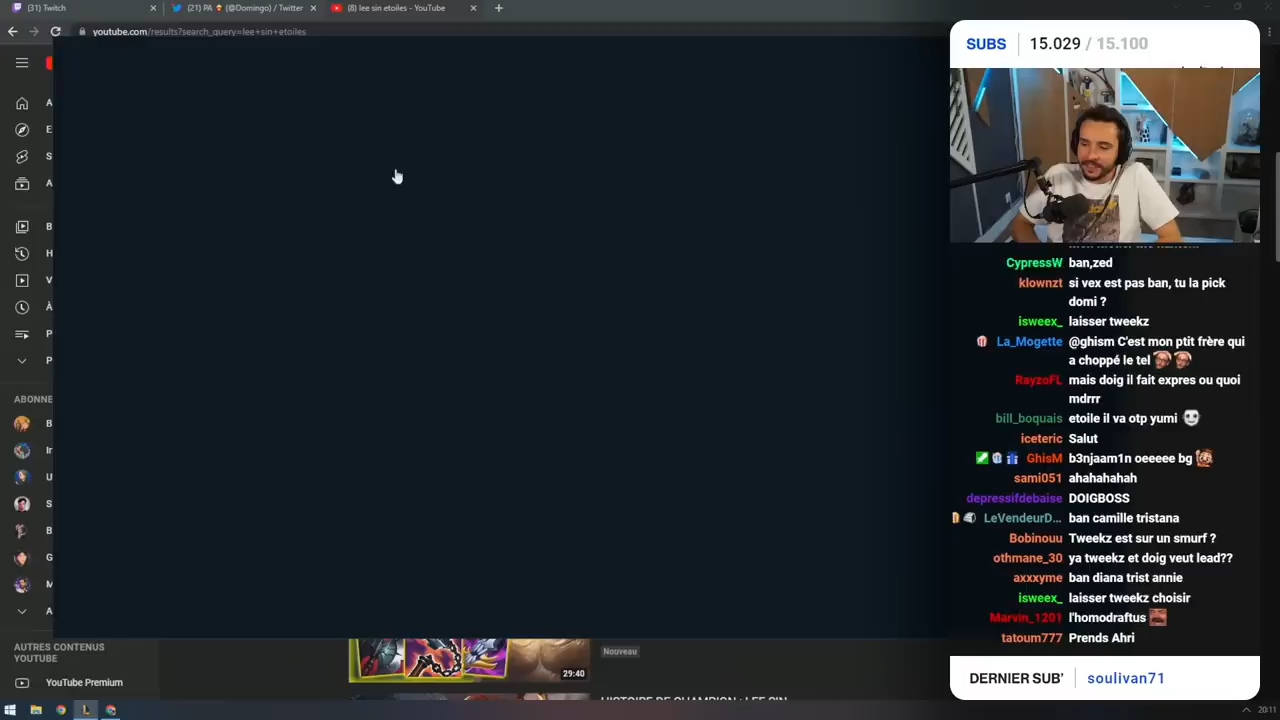 (31) Twitch
(21) PA (@Domingo) / Twitter
(8) lee sin etoiles - YouTube
youtube.com/results?search_query=lee+sin+etoiles
SUBS
15.029 / 15.100
A
E
S
A
B
H
V
À
P
P
ABONNE
B
Ir
U
S
B
G
M
A
AUTRES CONTENUS
YOUTUBE
YouTube Premium
29:40
Nouveau
HISTOIRE DE CHAMPION : LEE SIN
CypressW ban,zed
klownzt si vex est pas ban, tu la pick
domi ?
isweex_ laisser tweekz
La_Mogette @ghism C'est mon ptit frère qui
a choppé le tel
RayzoFL mais doig il fait expres ou quoi
mdrrr
bill_boquais etoile il va otp yumi
iceteric Salut
GhisM b3njaam1n oeeeee bg
sami051 ahahahahah
depressifdebaise DOIGBOSS
LeVendeurD... ban camille tristana
Bobinouu Tweekz est sur un smurf ?
othmane_30 ya tweekz et doig veut lead??
axxxyme ban diana trist annie
isweex_ laisser tweekz choisir
Marvin_1201 l'homodraftus
tatoum777 Prends Ahri
DERNIER SUB'
soulivan71
20:11